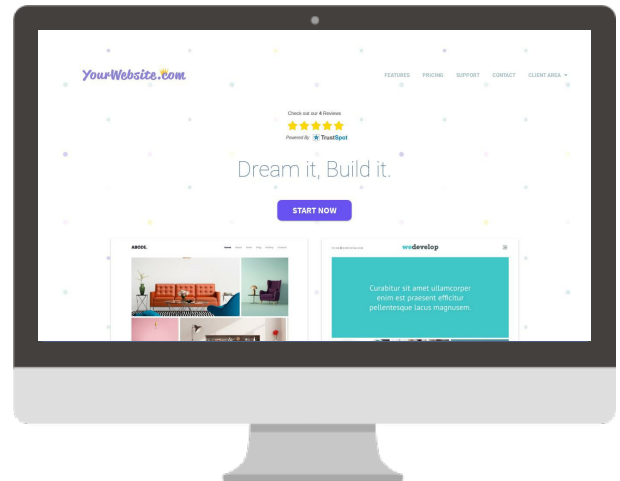 YourWebsite.com
FEATURES PRICING SUPPORT CONTACT CLIENT AREA
Check out our 4 Reviews
Powered By TrustSpot
Dream it, Build it.
START NOW
ABODE.
wedevelop
Curabitur sit amet ullamcorper
enim est praesent efficitur
pellentesque lacus magnusem.